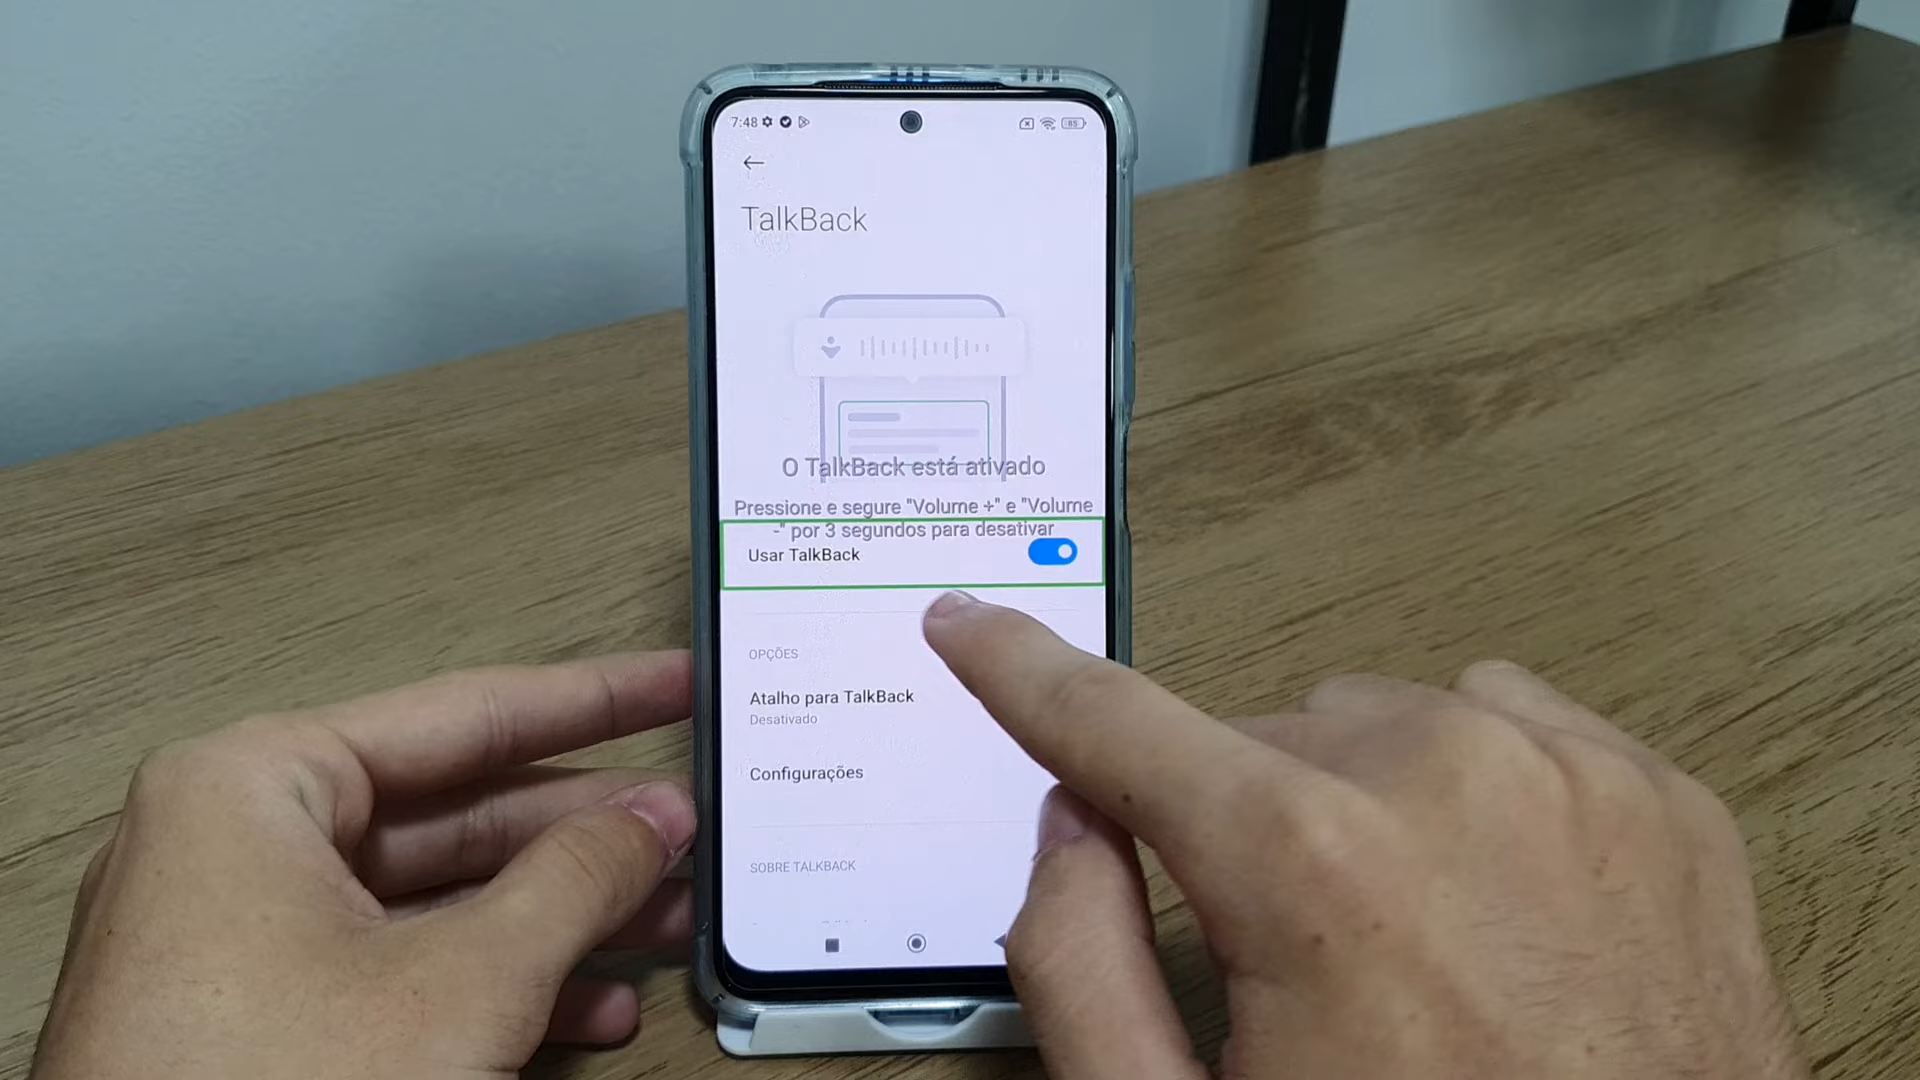 7:48
85
TalkBack
O TalkBack está ativado
Pressione e segure "Volume +" e "Volume
-" por 3 segundos para desativar
Usar TalkBack
OPÇÕES
Atalho para TalkBack
Desativado
Configurações
SOBRE TALKBACK